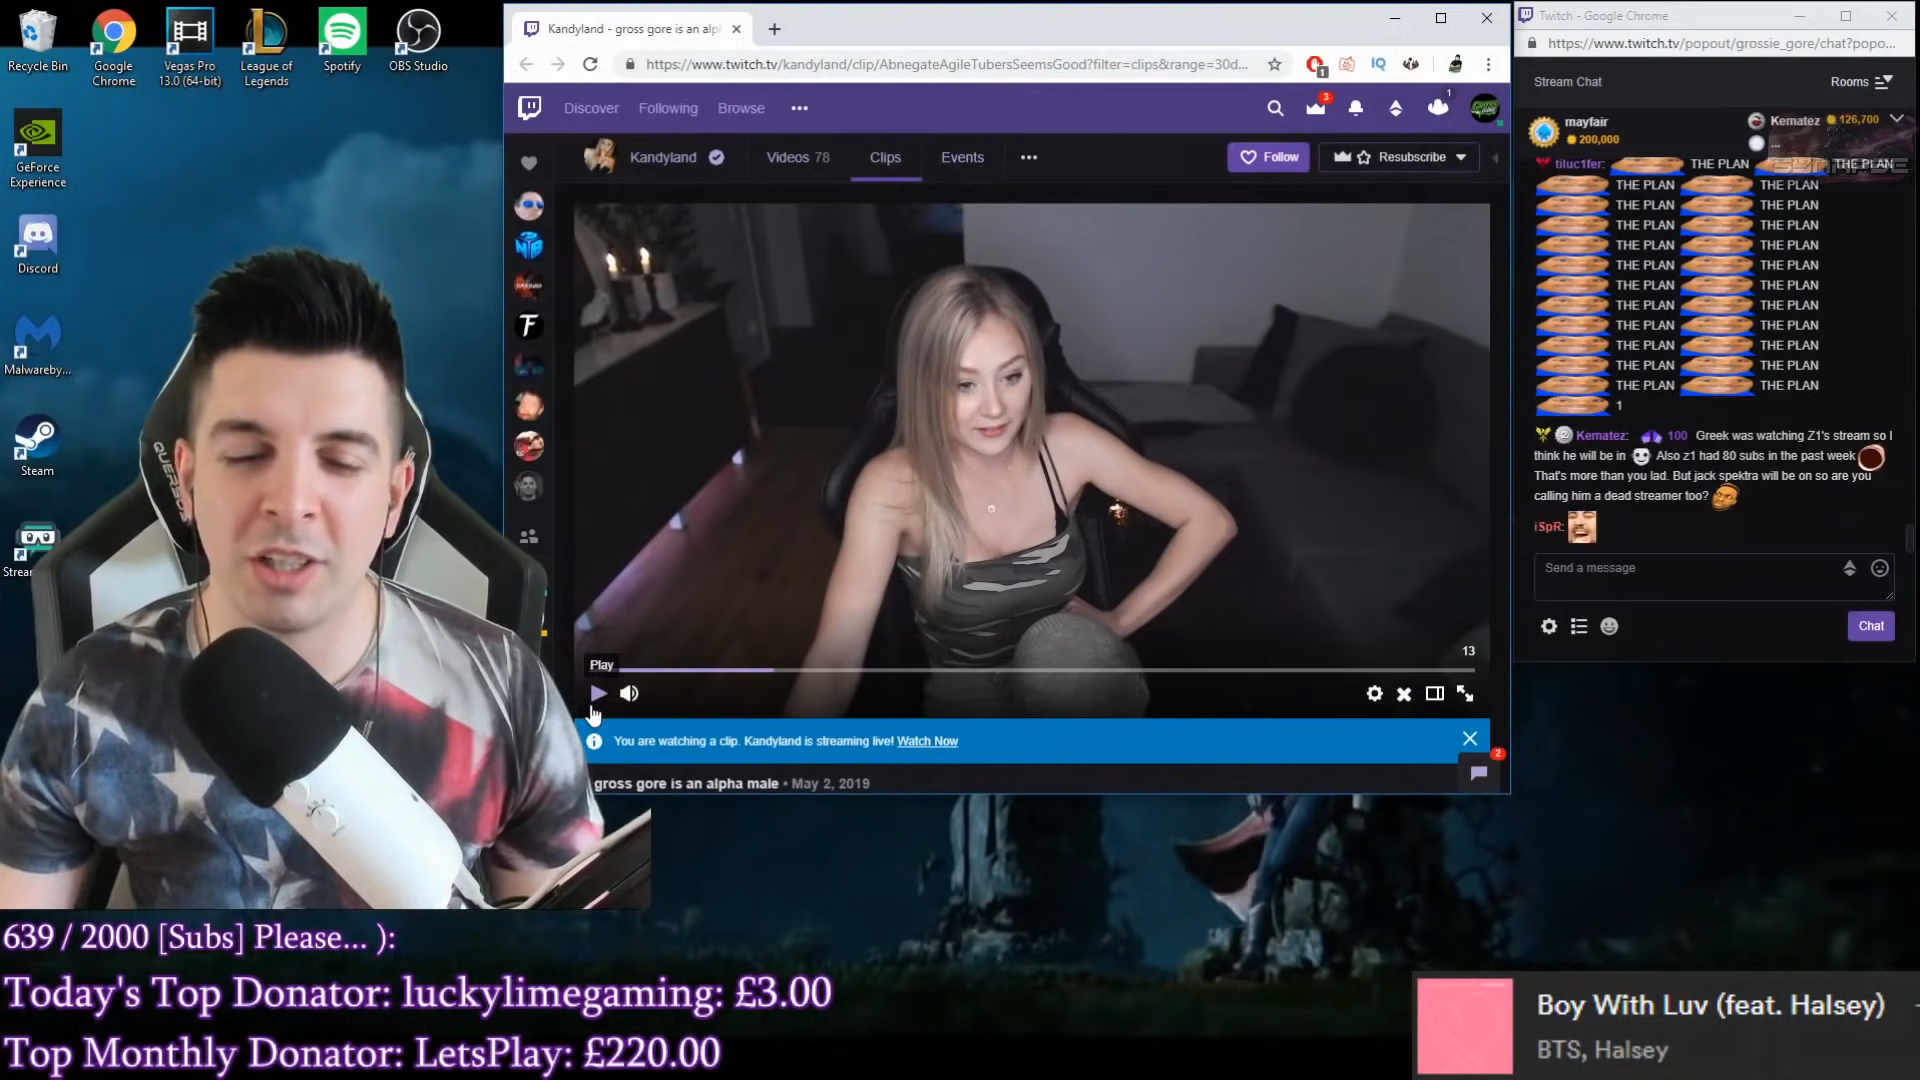 Recycle Bin
Google Chrome
Vegas Pro 13.0 (64-bit)
League of Legends
Spotify
OBS Studio
GeForce Experience
Discord
Malwareby...
Steam
Strea
Kandyland - gross gore is an alp
https://www.twitch.tv/kandyland/clip/AbnegateAgileTubersSeemsGood?filter=clips&range=30d...
1
IQ
Discover
Following
Browse
3
1
Kandyland
Videos 78
Clips
Events
Follow
Resubscribe
QUERSUS
Play
13
You are watching a clip. Kandyland is streaming live! Watch Now
2
gross gore is an alpha male • May 2, 2019
Twitch - Google Chrome
https://www.twitch.tv/popout/grossie_gore/chat?popo...
Stream Chat
Rooms
mayfair
200,000
Kematez
126,700
...
tiluc1fer: THE PLAN THE PLAN
THE PLAN THE PLAN
THE PLAN THE PLAN
THE PLAN THE PLAN
THE PLAN THE PLAN
THE PLAN THE PLAN
THE PLAN THE PLAN
THE PLAN THE PLAN
THE PLAN THE PLAN
THE PLAN THE PLAN
THE PLAN THE PLAN
THE PLAN THE PLAN
1
Kematez: 100 Greek was watching Z1's stream so I
think he will be in Also z1 had 80 subs in the past week
That's more than you lad. But jack spektra will be on so are you
calling him a dead streamer too?
iSpR:
Send a message
Chat
639 / 2000 [Subs] Please... ):
Today's Top Donator: luckylimegaming: £3.00
Top Monthly Donator: LetsPlay: £220.00
Boy With Luv (feat. Halsey)
BTS, Halsey